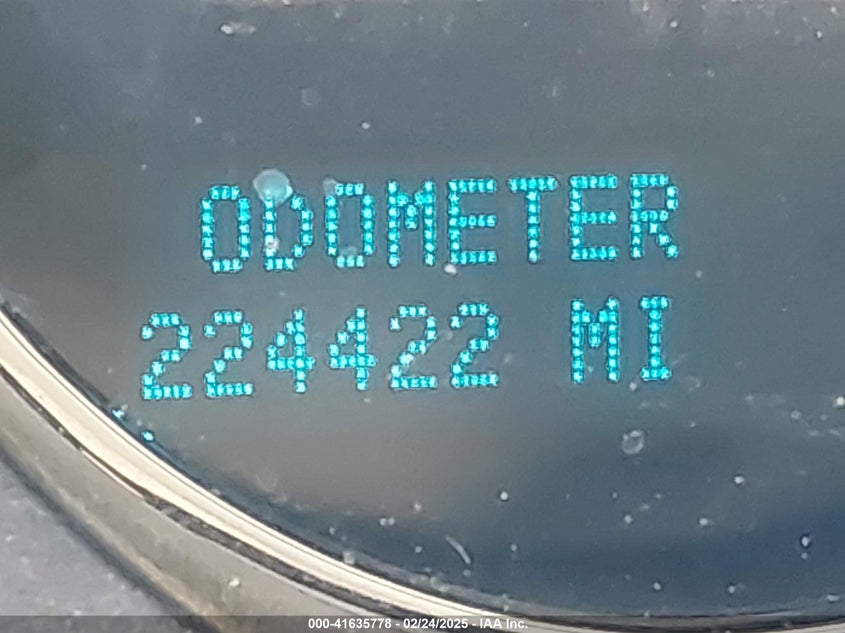 ODOMETER
224422 MI
000-41635778 - 02/24/2025 - IAA Inc.